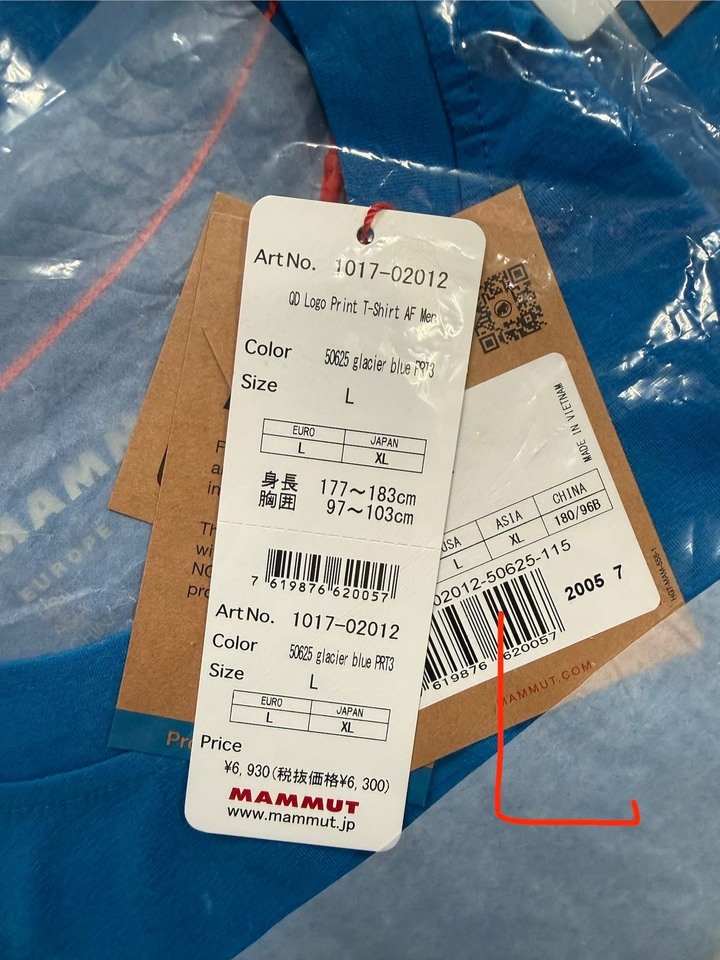 Art No. 1017-02012
QD Logo Print T-Shirt AF Men
Color 50625 glacier blue PRT3
Size L
EURO JAPAN
L XL
身長 177～183cm
胸囲 97～103cm
7 619876 620057
Art No. 1017-02012
Color 50625 glacier blue PRT3
Size L
EURO JAPAN
L XL
Price
¥6,930(税抜価格¥6,300)
MAMMUT
www.mammut.jp
MADE IN VIETNAM
ASIA CHINA
L XL 180/96B
02012-50625-115
619876 620057
2005 7
MAMMUT.COM
EUROPE
L